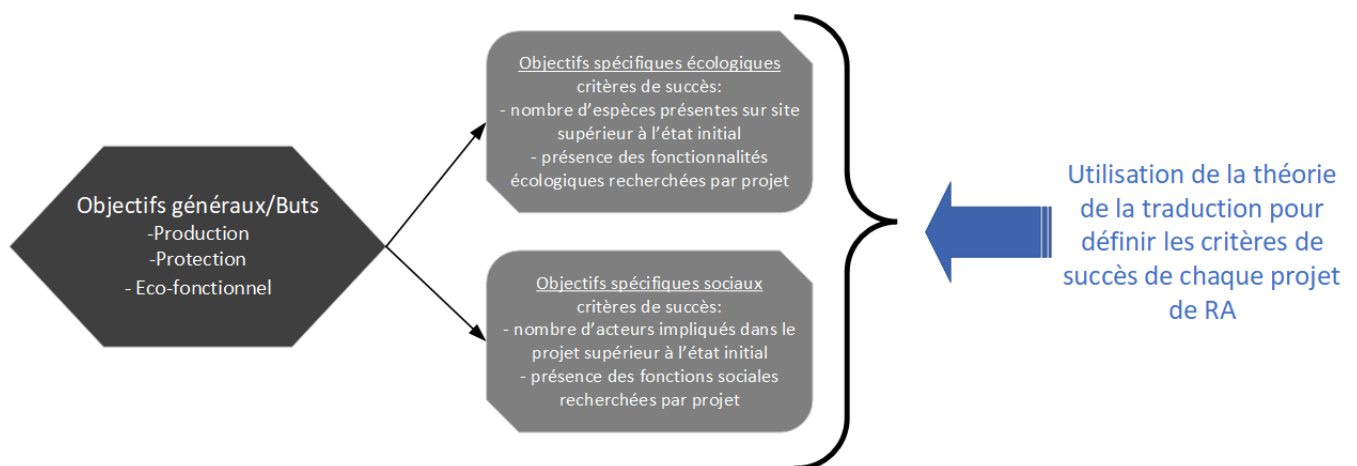 Objectifs généraux/Buts
-Production
-Protection
- Eco-fonctionnel
Objectifs spécifiques écologiques
critères de succès:
- nombre d'espèces présentes sur site
supérieur à l'état initial
- présence des fonctionnalités
écologiques recherchées par projet
Objectifs spécifiques sociaux
critères de succès:
- nombre d'acteurs impliqués dans le
projet supérieur à l'état initial
- présence des fonctions sociales
recherchées par projet
Utilisation de la théorie
de la traduction pour
définir les critères de
succès de chaque projet
de RA